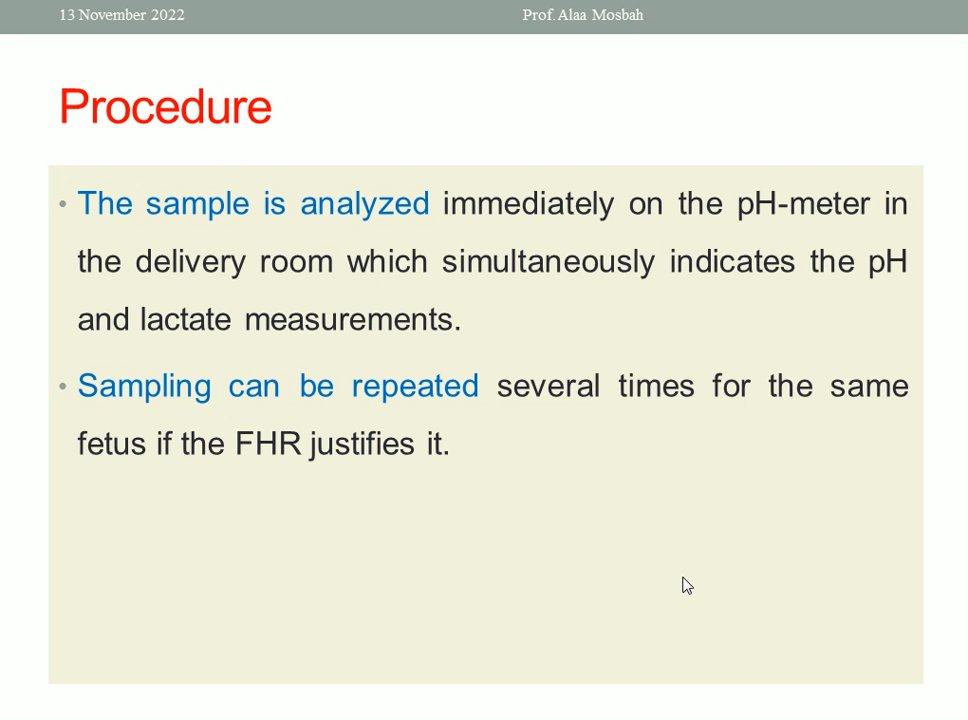 13 November 2022 Prof. Alaa Mosbah
Procedure
• The sample is analyzed immediately on the pH-meter in
the delivery room which simultaneously indicates the pH
and lactate measurements.
• Sampling can be repeated several times for the same
fetus if the FHR justifies it.